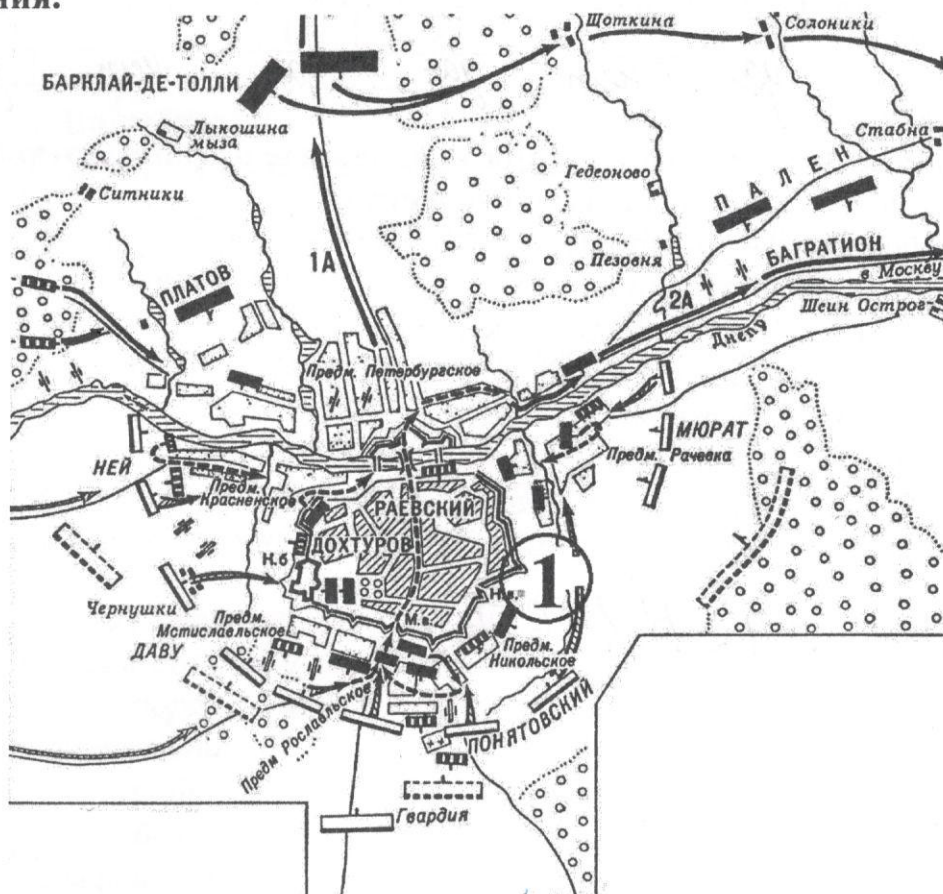 ния.
Щоткина
Солоники
БАРКЛАЙ-ДЕ-ТОЛЛИ
Лыкошина
мыза
Стабна
Ситники
Гедеоново
ПАЛЕН
1А
ПЛАТОВ
Пезовня
БАГРАТИОН
2А
в Москву
Шеин Острог
Днепр
Предм. Петербургское
НЕЙ
МЮРАТ
Предм. Рачевка
Предм.
Красненское
РАЕВСКИЙ
ДОХТУРОВ
Н.б
1
Чернушки
М.в.
Предм.
Мстиславльское
Предм.
Никольское
ДАВУ
Предм Рославльское
ПОНЯТОВСКИЙ
Гвардия